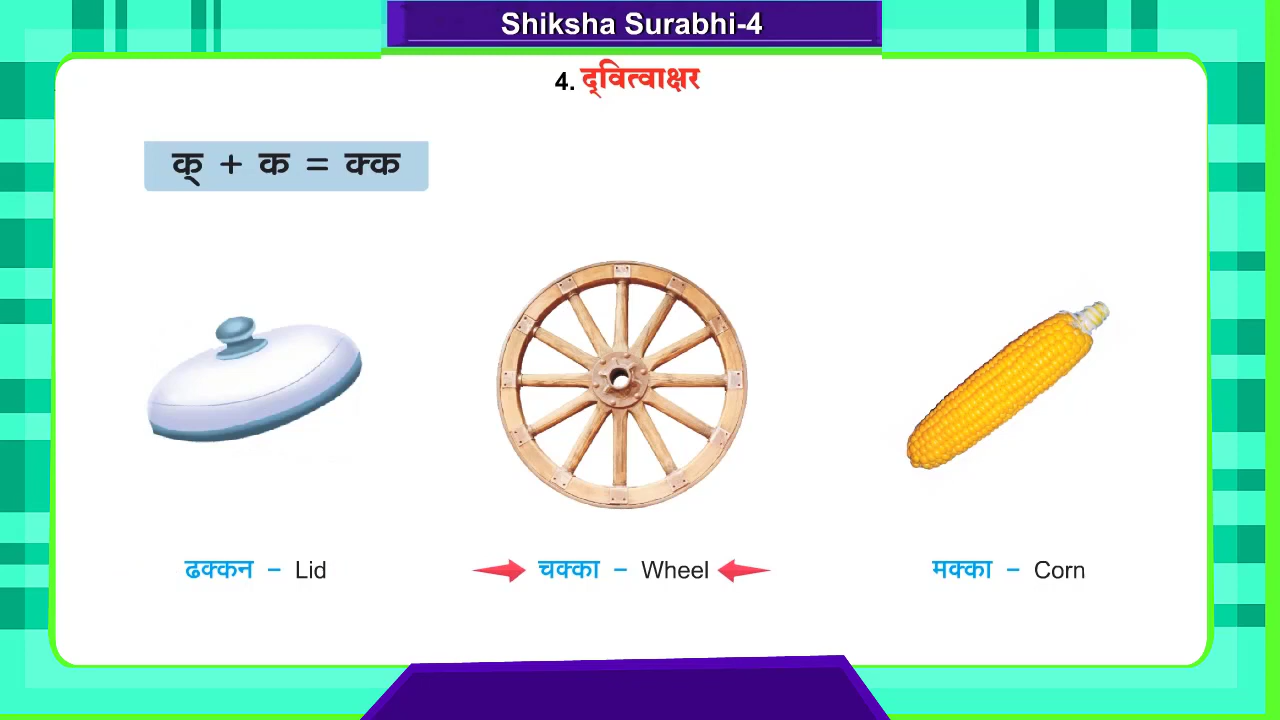 Shiksha Surabhi-4
4. द्‌वित्वाक्षर
क् + क = क्क
ढक्कन – Lid
चक्का – Wheel
मक्का – Corn